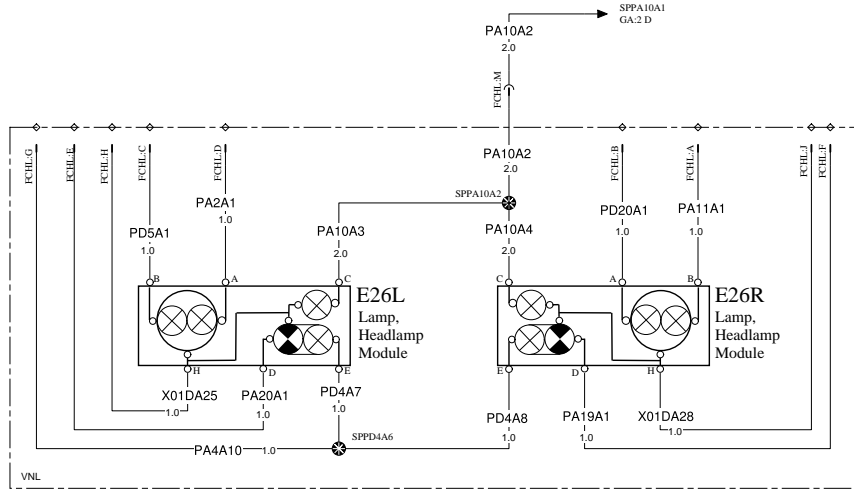 SPPA10A1
GA:2 D
PA10A2
2.0
FCHL:M
FCHL:G
FCHL:E
FCHL:H
FCHL:C
FCHL:D
PA10A2
2.0
FCHL:B
FCHL:A
FCHL:J
FCHL:F
SPPA10A2
PA2A1
1.0
PD5A1
1.0
PA10A3
2.0
PA10A4
2.0
PD20A1
1.0
PA11A1
1.0
B
A
C
E26L
Lamp,
Headlamp
Module
C
A
B
E26R
Lamp,
Headlamp
Module
H
D
E
E
D
H
X01DA25
1.0
PA20A1
1.0
PD4A7
1.0
PD4A8
1.0
PA19A1
1.0
X01DA28
1.0
SPPD4A6
PA4A10
1.0
VNL